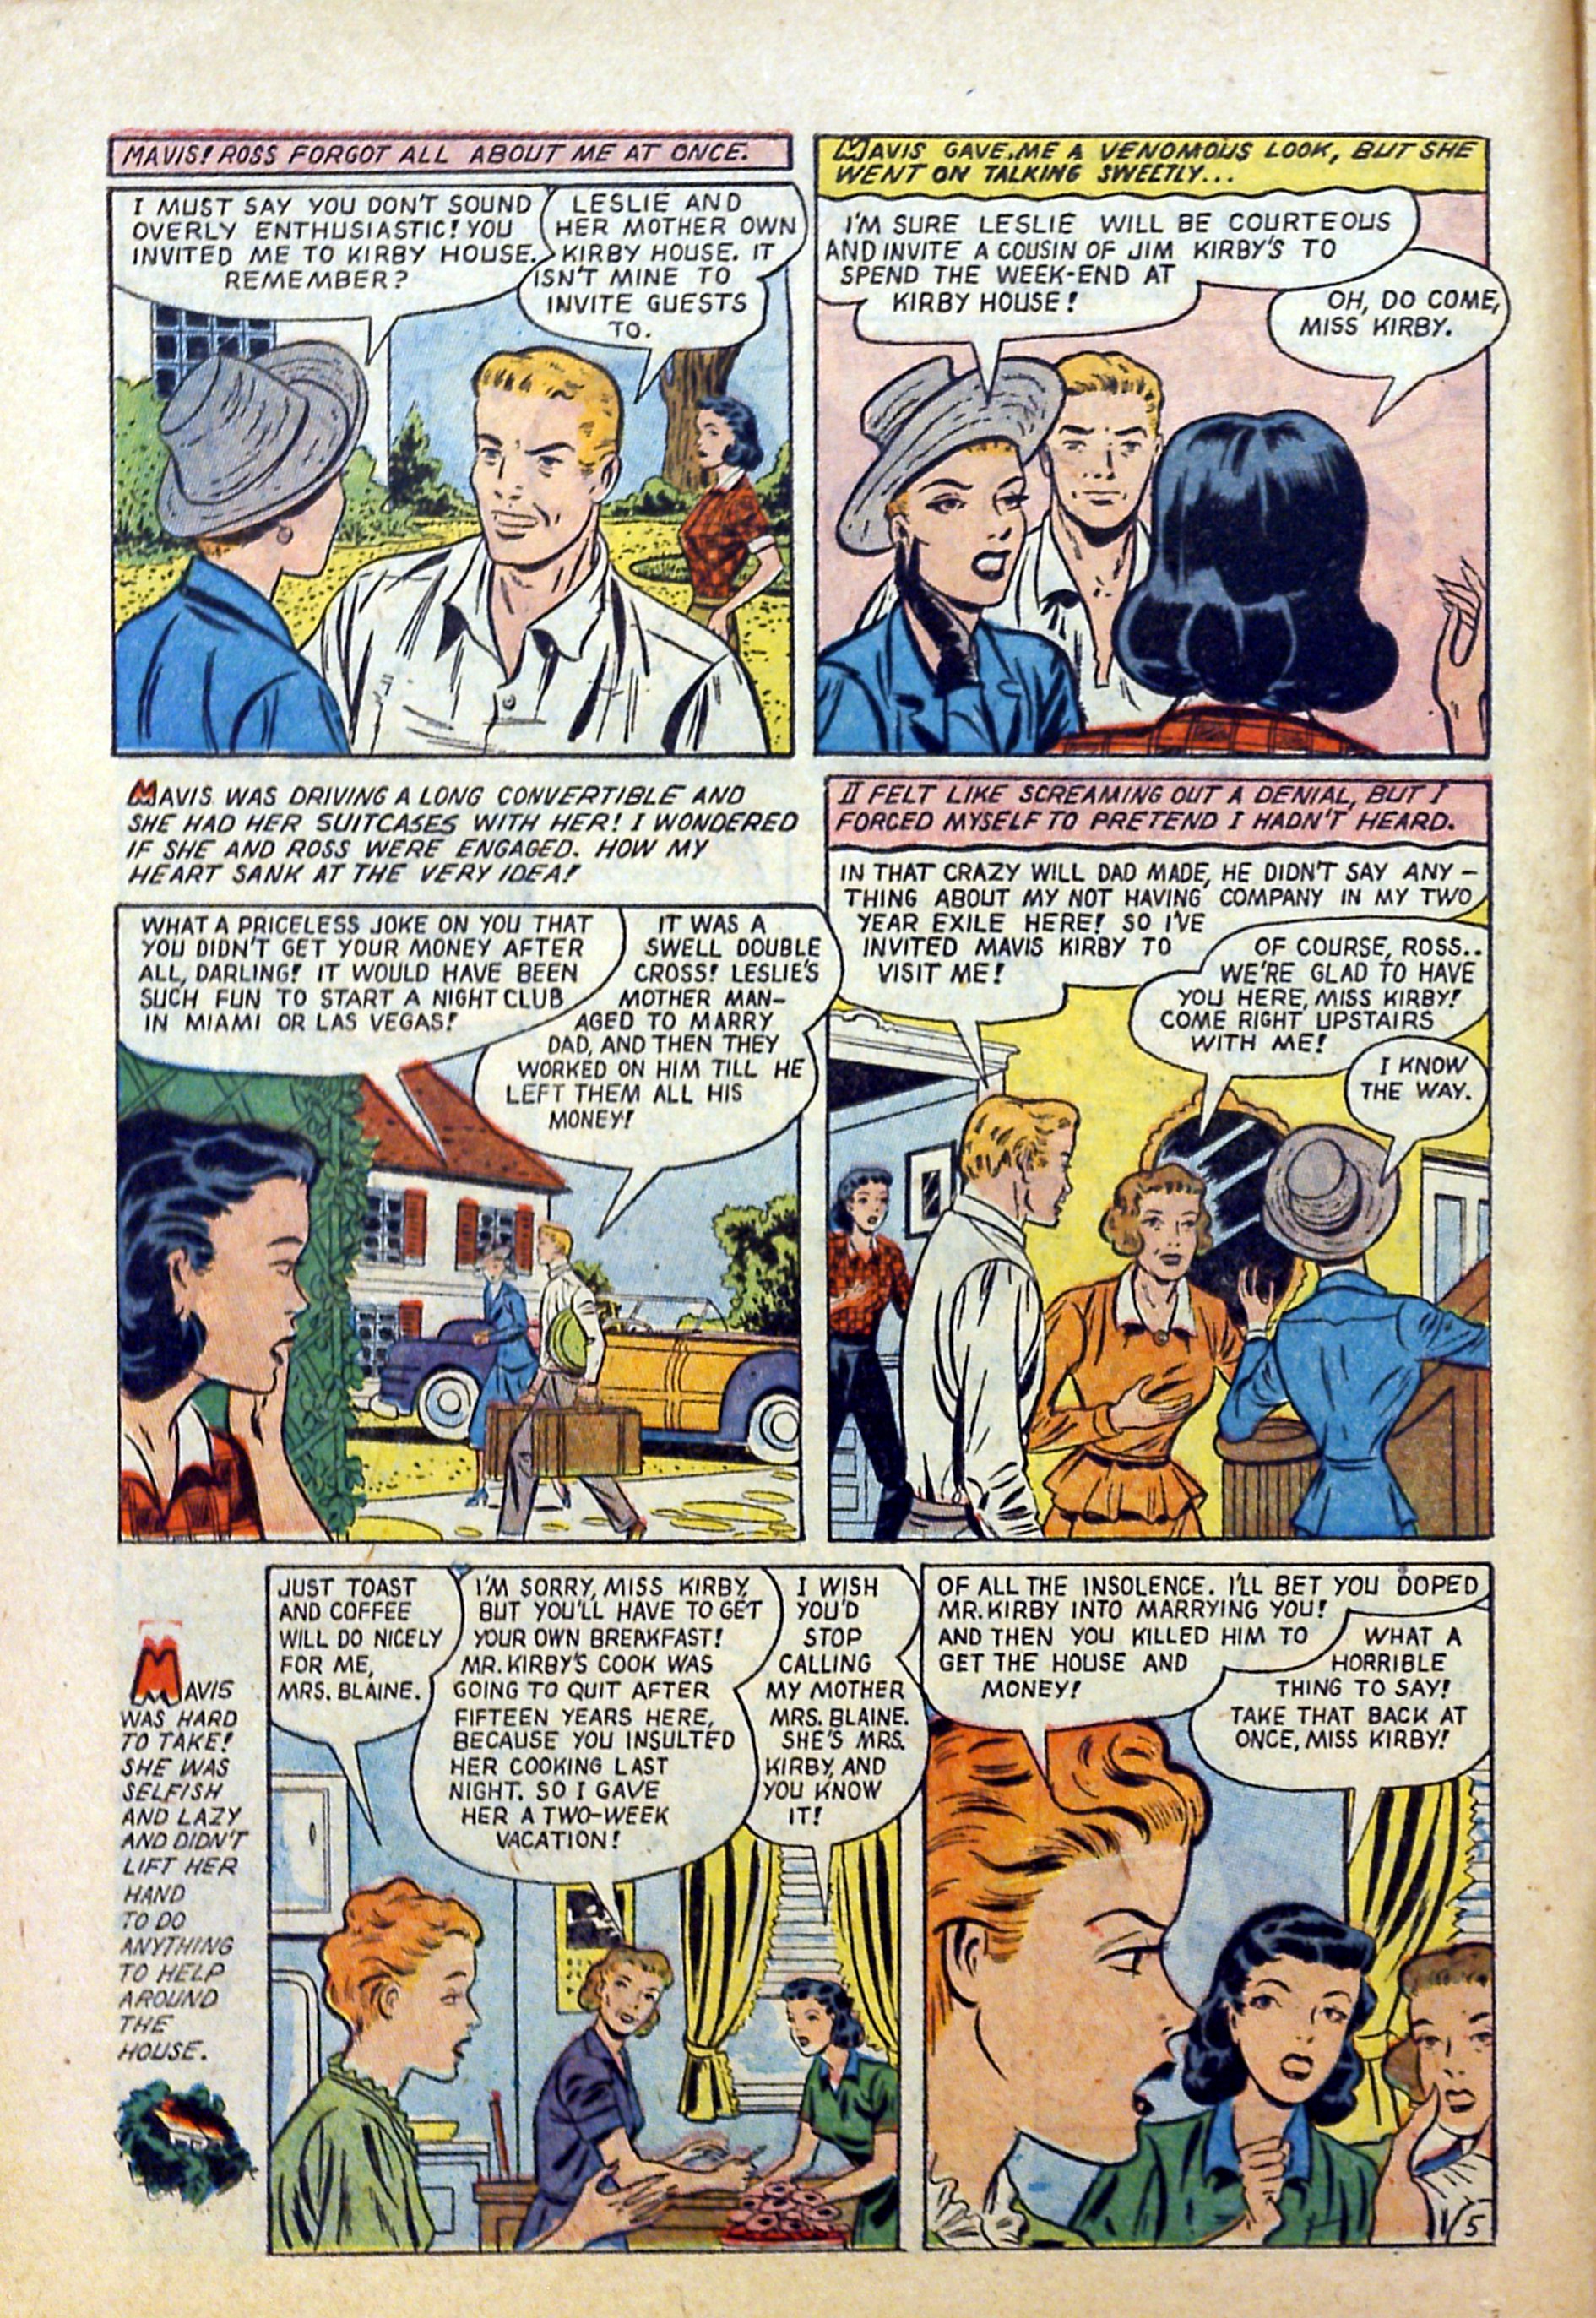 MAVIS! ROSS FORGOT ALL ABOUT ME AT ONCE.
I MUST SAY YOU DON'T SOUND
OVERLY ENTHUSIASTIC! YOU
INVITED ME TO KIRBY HOUSE.
REMEMBER?
LESLIE AND
HER MOTHER OWN
KIRBY HOUSE. IT
ISN'T MINE TO
INVITE GUESTS
TO.
MAVIS GAVE ME A VENOMOUS LOOK, BUT SHE
WENT ON TALKING SWEETLY...
I'M SURE LESLIE WILL BE COURTEOUS
AND INVITE A COUSIN OF JIM KIRBY'S TO
SPEND THE WEEK-END AT
KIRBY HOUSE!
OH, DO COME,
MISS KIRBY.
MAVIS WAS DRIVING A LONG CONVERTIBLE AND
SHE HAD HER SUITCASES WITH HER! I WONDERED
IF SHE AND ROSS WERE ENGAGED. HOW MY
HEART SANK AT THE VERY IDEA!
WHAT A PRICELESS JOKE ON YOU THAT
YOU DIDN'T GET YOUR MONEY AFTER
ALL, DARLING! IT WOULD HAVE BEEN
SUCH FUN TO START A NIGHT CLUB
IN MIAMI OR LAS VEGAS!
IT WAS A
SWELL DOUBLE
CROSS! LESLIE'S
MOTHER MAN-
AGED TO MARRY
DAD, AND THEN THEY
WORKED ON HIM TILL HE
LEFT THEM ALL HIS
MONEY!
II FELT LIKE SCREAMING OUT A DENIAL, BUT I
FORCED MYSELF TO PRETEND I HADN'T HEARD.
IN THAT CRAZY WILL DAD MADE, HE DIDN'T SAY ANY-
THING ABOUT MY NOT HAVING COMPANY IN MY TWO
YEAR EXILE HERE! SO I'VE
INVITED MAVIS KIRBY TO
VISIT ME!
OF COURSE, ROSS..
WE'RE GLAD TO HAVE
YOU HERE, MISS KIRBY!
COME RIGHT UPSTAIRS
WITH ME!
I KNOW
THE WAY.
MAVIS
WAS HARD
TO TAKE!
SHE WAS
SELFISH
AND LAZY
AND DIDN'T
LIFT HER
HAND
TO DO
ANYTHING
TO HELP
AROUND
THE
HOUSE.
JUST TOAST
AND COFFEE
WILL DO NICELY
FOR ME,
MRS. BLAINE.
I'M SORRY, MISS KIRBY,
BUT YOU'LL HAVE TO GET
YOUR OWN BREAKFAST!
MR. KIRBY'S COOK WAS
GOING TO QUIT AFTER
FIFTEEN YEARS HERE,
BECAUSE YOU INSULTED
HER COOKING LAST
NIGHT. SO I GAVE
HER A TWO-WEEK
VACATION!
I WISH
YOU'D
STOP
CALLING
MY MOTHER
MRS. BLAINE.
SHE'S MRS.
KIRBY, AND
YOU KNOW
IT!
OF ALL THE INSOLENCE. I'LL BET YOU DOPED
MR. KIRBY INTO MARRYING YOU!
AND THEN YOU KILLED HIM TO
GET THE HOUSE AND
MONEY!
WHAT A
HORRIBLE
THING TO SAY!
TAKE THAT BACK AT
ONCE, MISS KIRBY!
5